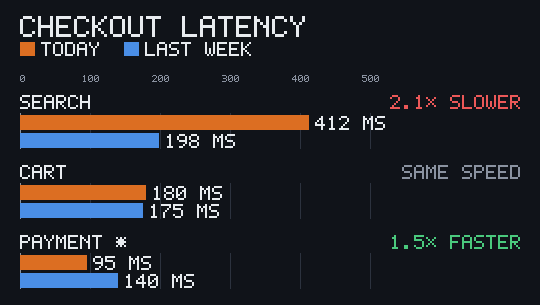 CHECKOUT LATENCY
TODAY LAST WEEK
0 100 200 300 400 500
SEARCH 2.1× SLOWER
412 MS
198 MS
CART SAME SPEED
180 MS
175 MS
PAYMENT * 1.5× FASTER
95 MS
140 MS